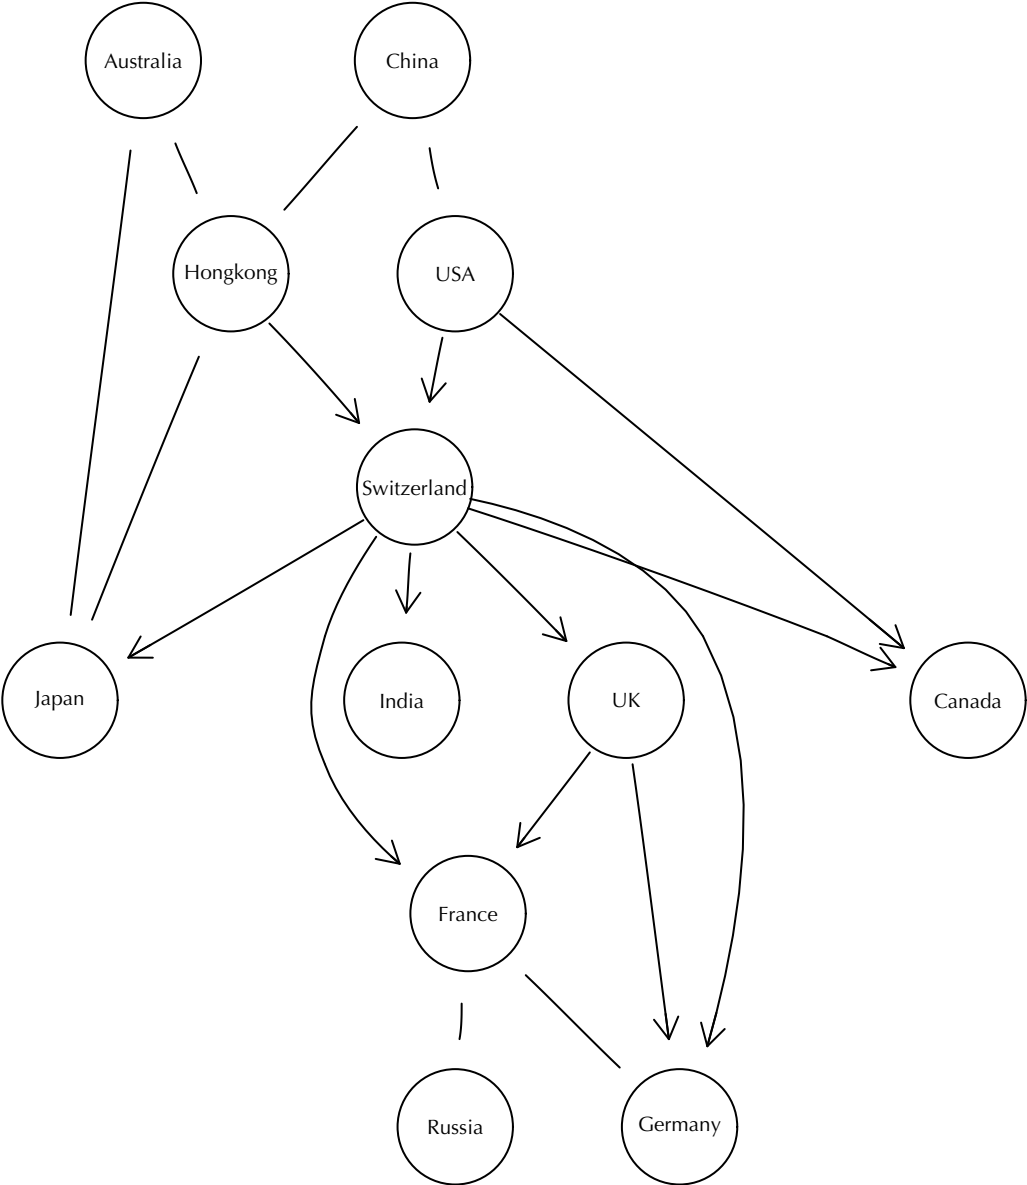 Australia
China
Hongkong
USA
Switzerland
Japan
India
UK
Canada
France
Russia
Germany